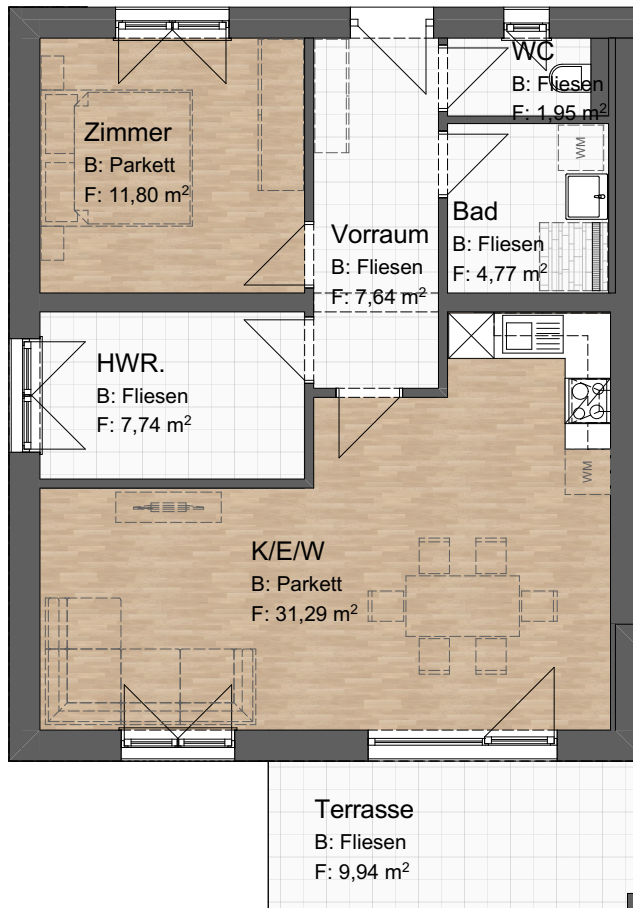 WC
B: Fliesen
F: 1,95 m²
Zimmer
B: Parkett
F: 11,80 m²
WM
Bad
B: Fliesen
F: 4,77 m²
Vorraum
B: Fliesen
F: 7,64 m²
HWR.
B: Fliesen
F: 7,74 m²
WM
K/E/W
B: Parkett
F: 31,29 m²
Terrasse
B: Fliesen
F: 9,94 m²